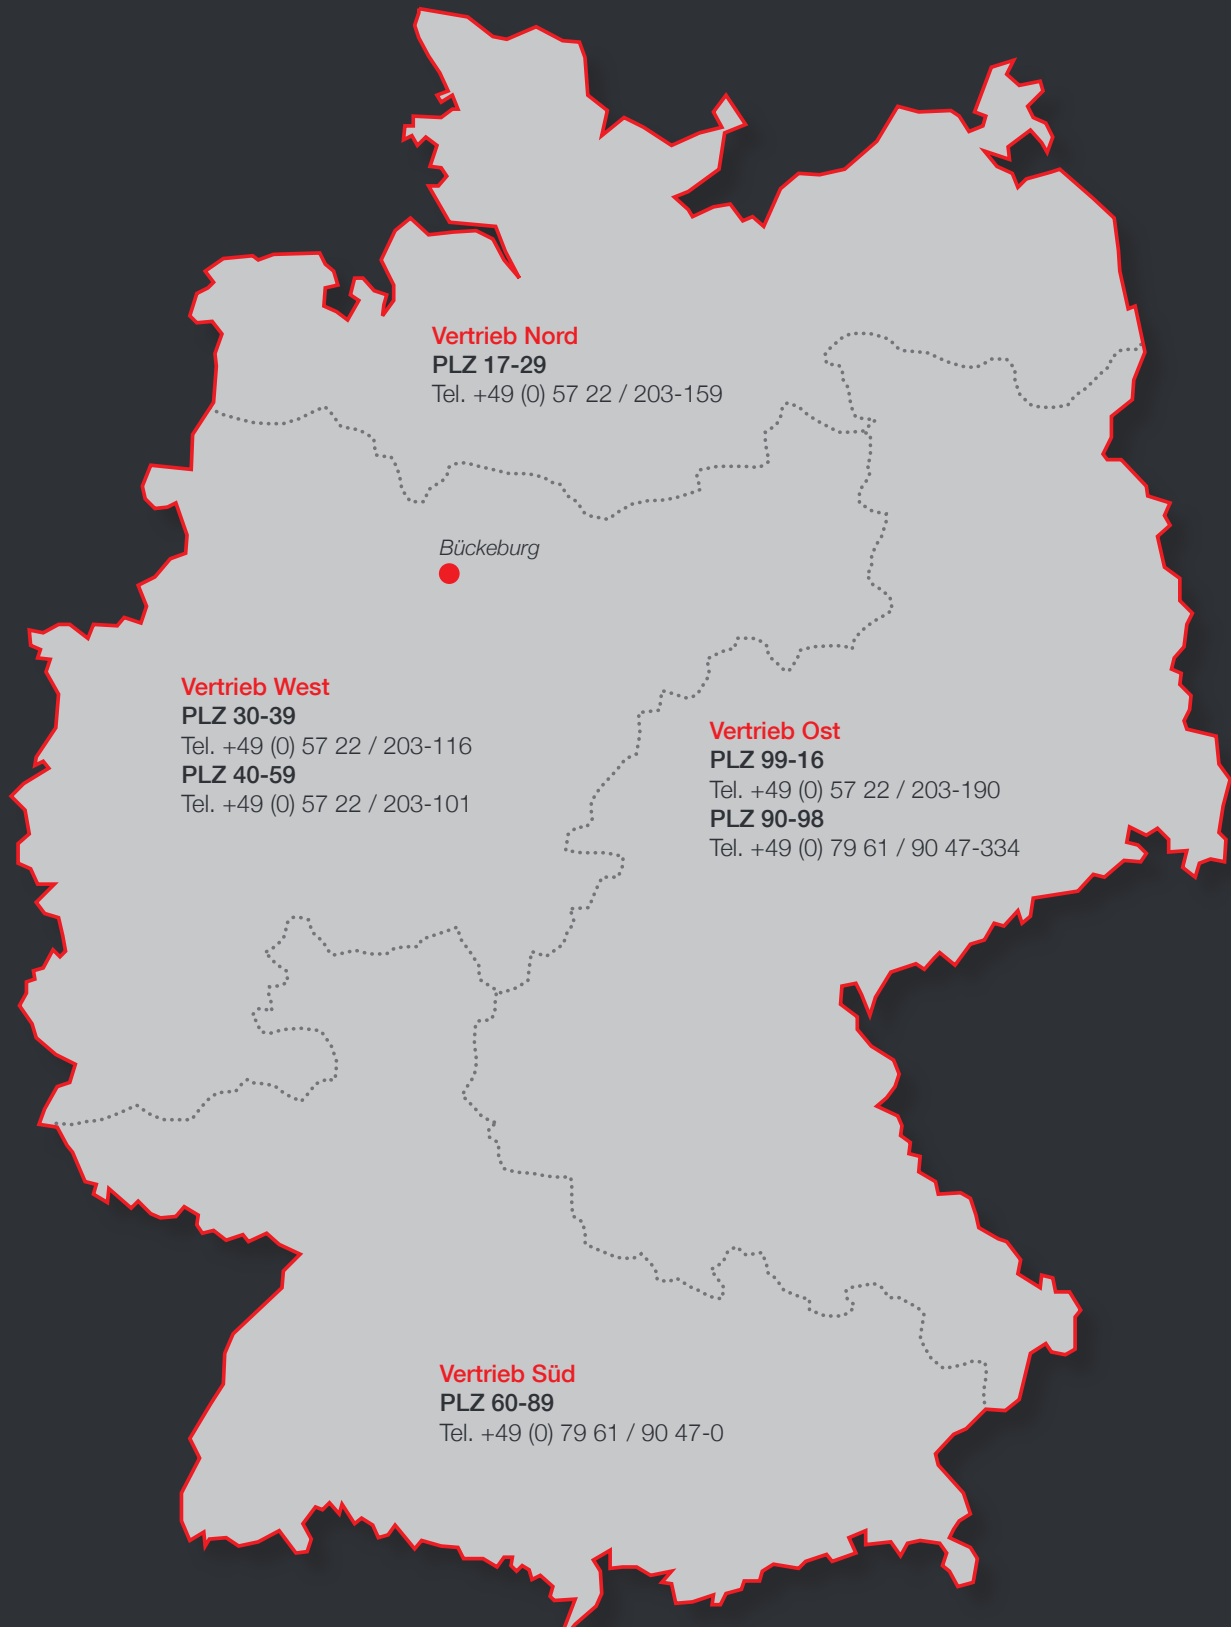 Vertrieb Nord
PLZ 17-29
Tel. +49 (0) 57 22 / 203-159
Bückeburg
Vertrieb West
PLZ 30-39
Tel. +49 (0) 57 22 / 203-116
PLZ 40-59
Tel. +49 (0) 57 22 / 203-101
Vertrieb Ost
PLZ 99-16
Tel. +49 (0) 57 22 / 203-190
PLZ 90-98
Tel. +49 (0) 79 61 / 90 47-334
Vertrieb Süd
PLZ 60-89
Tel. +49 (0) 79 61 / 90 47-0